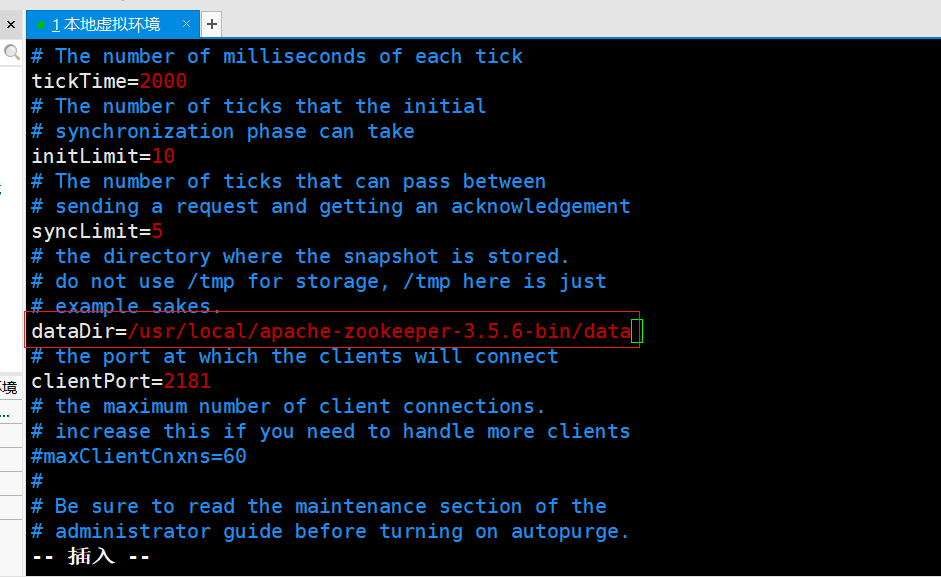 1 本地虚拟环境
# The number of milliseconds of each tick
tickTime=2000
# The number of ticks that the initial
# synchronization phase can take
initLimit=10
# The number of ticks that can pass between
# sending a request and getting an acknowledgement
syncLimit=5
# the directory where the snapshot is stored.
# do not use /tmp for storage, /tmp here is just
# example sakes.
dataDir=/usr/local/apache-zookeeper-3.5.6-bin/data
# the port at which the clients will connect
clientPort=2181
环境
...
# the maximum number of client connections.
# increase this if you need to handle more clients
#maxClientCnxns=60
#
# Be sure to read the maintenance section of the
# administrator guide before turning on autopurge.
-- 插入 --